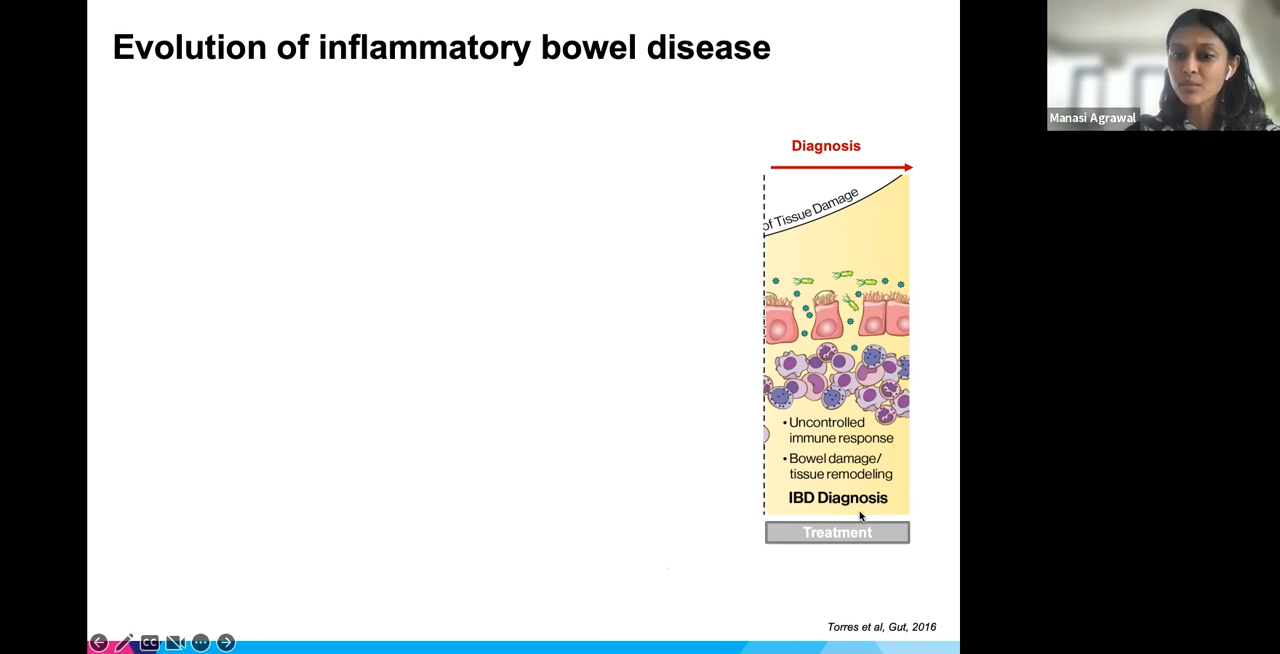 Evolution of inflammatory bowel disease
Manasi Agrawal
Diagnosis
of Tissue Damage
• Uncontrolled
immune response
• Bowel damage/
tissue remodeling
IBD Diagnosis
Treatment
Torres et al, Gut, 2016
CC